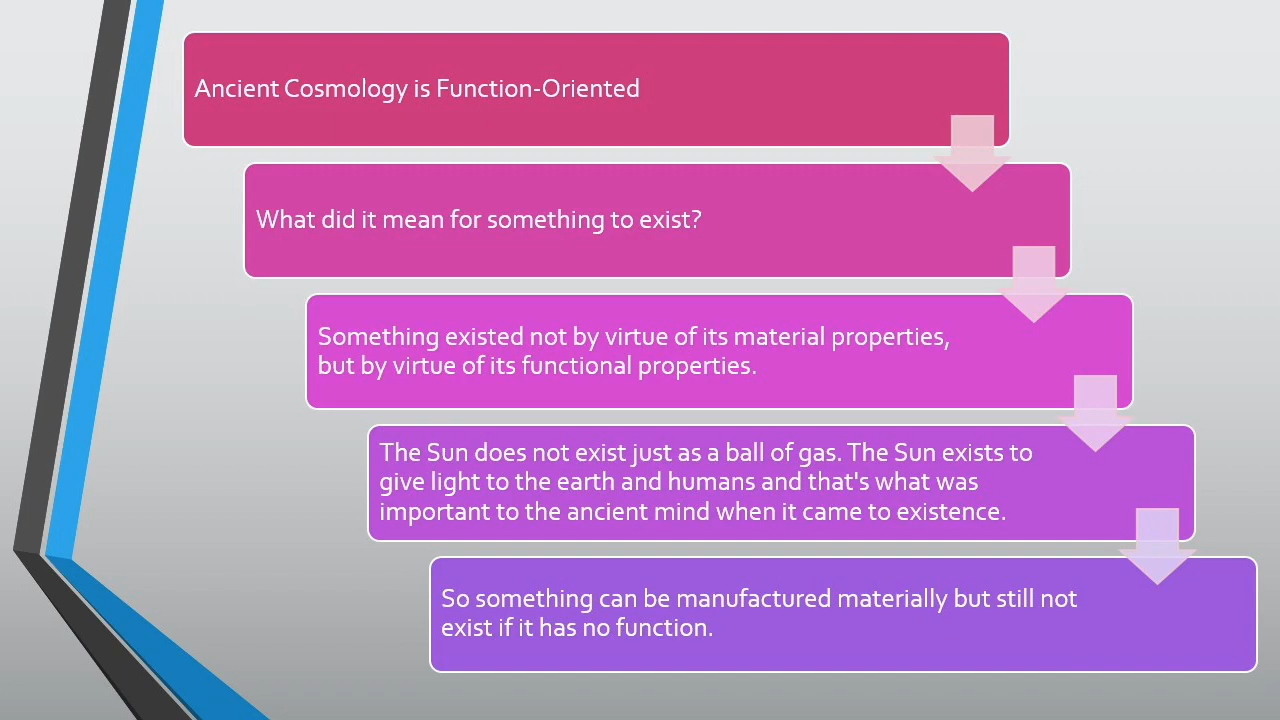 Ancient Cosmology is Function-Oriented
What did it mean for something to exist?
Something existed not by virtue of its material properties,
but by virtue of its functional properties.
The Sun does not exist just as a ball of gas. The Sun exists to
give light to the earth and humans and that's what was
important to the ancient mind when it came to existence.
So something can be manufactured materially but still not
exist if it has no function.